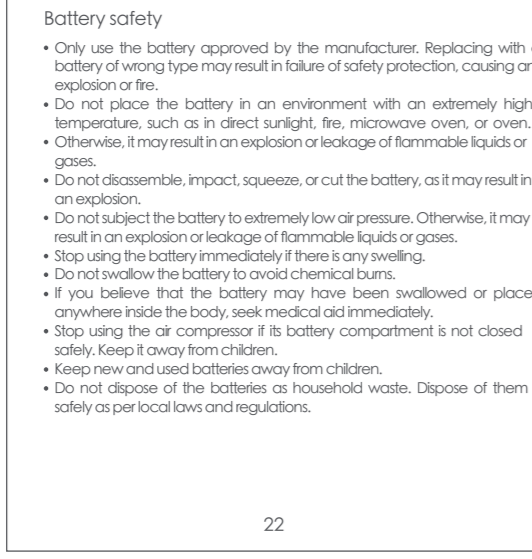 Battery safety
• Only use the battery approved by the manufacturer. Replacing with
battery of wrong type may result in failure of safety protection, causing an
explosion or fire.
• Do not place the battery in an environment with an extremely high
temperature, such as in direct sunlight, fire, microwave oven, or oven.
• Otherwise, it may result in an explosion or leakage of flammable liquids or
gases.
• Do not disassemble, impact, squeeze, or cut the battery, as it may result in
an explosion.
• Do not subject the battery to extremely low air pressure. Otherwise, it may
result in an explosion or leakage of flammable liquids or gases.
• Stop using the battery immediately if there is any swelling.
• Do not swallow the battery to avoid chemical burns.
• If you believe that the battery may have been swallowed or place
anywhere inside the body, seek medical aid immediately.
• Stop using the air compressor if its battery compartment is not closed
safely. Keep it away from children.
• Keep new and used batteries away from children.
• Do not dispose of the batteries as household waste. Dispose of them
safely as per local laws and regulations.
22